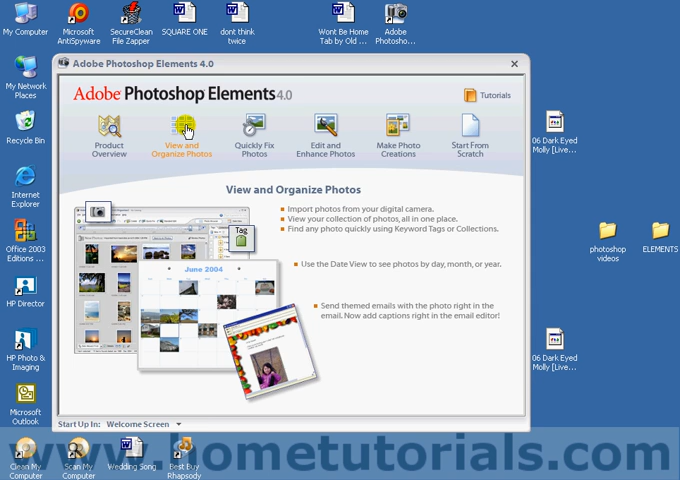 My Computer
Microsoft
AntiSpyware
SecureClean
File Zapper
SQUARE ONE
dont think
twice
Wont Be Home
Tab by Old ...
Adobe
Photosho...
My Network
Places
Recycle Bin
Internet
Explorer
Office 2003
Editions ...
HP Director
HP Photo &
Imaging
Microsoft
Outlook
Adobe Photoshop Elements 4.0
Adobe Photoshop Elements 4.0
Tutorials
Product
Overview
View and
Organize Photos
Quickly Fix
Photos
Edit and
Enhance Photos
Make Photo
Creations
Start From
Scratch
View and Organize Photos
Import photos from your digital camera.
View your collection of photos, all in one place.
Find any photo quickly using Keyword Tags or Collections.
Tag
June 2004
Use the Date View to see photos by day, month, or year.
Send themed emails with the photo right in the
email. Now add captions right in the email editor!
Start Up In: Welcome Screen
06 Dark Eyed
Molly [Live...
photoshop
videos
ELEMENTS
06 Dark Eyed
Molly [Live...
www.hometutorials.com
Clean My
Computer
Scan My
Computer
Wedding Song
Best Buy
Rhapsody